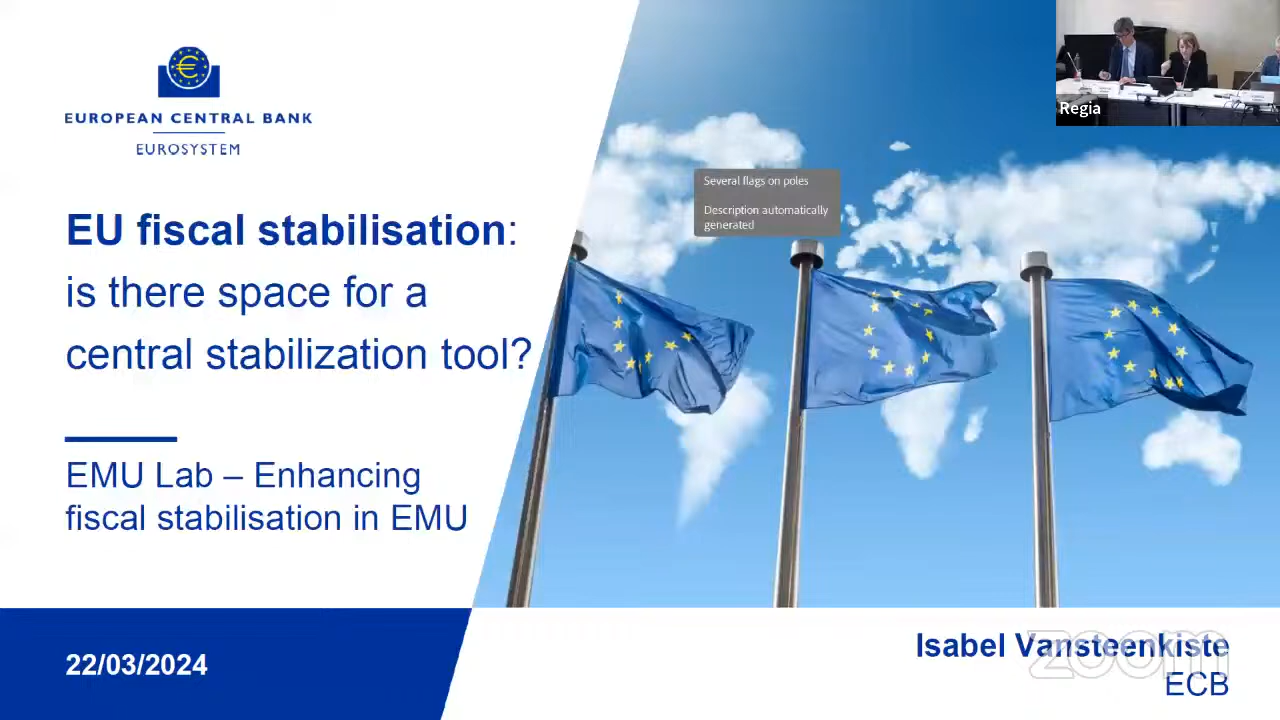 EUROPEAN CENTRAL BANK
EUROSYSTEM
EU fiscal stabilisation:
is there space for a
central stabilization tool?
EMU Lab – Enhancing
fiscal stabilisation in EMU
22/03/2024
Several flags on poles
Description automatically
generated
Regia
Isabel Vansteenkiste
ECB
zoom